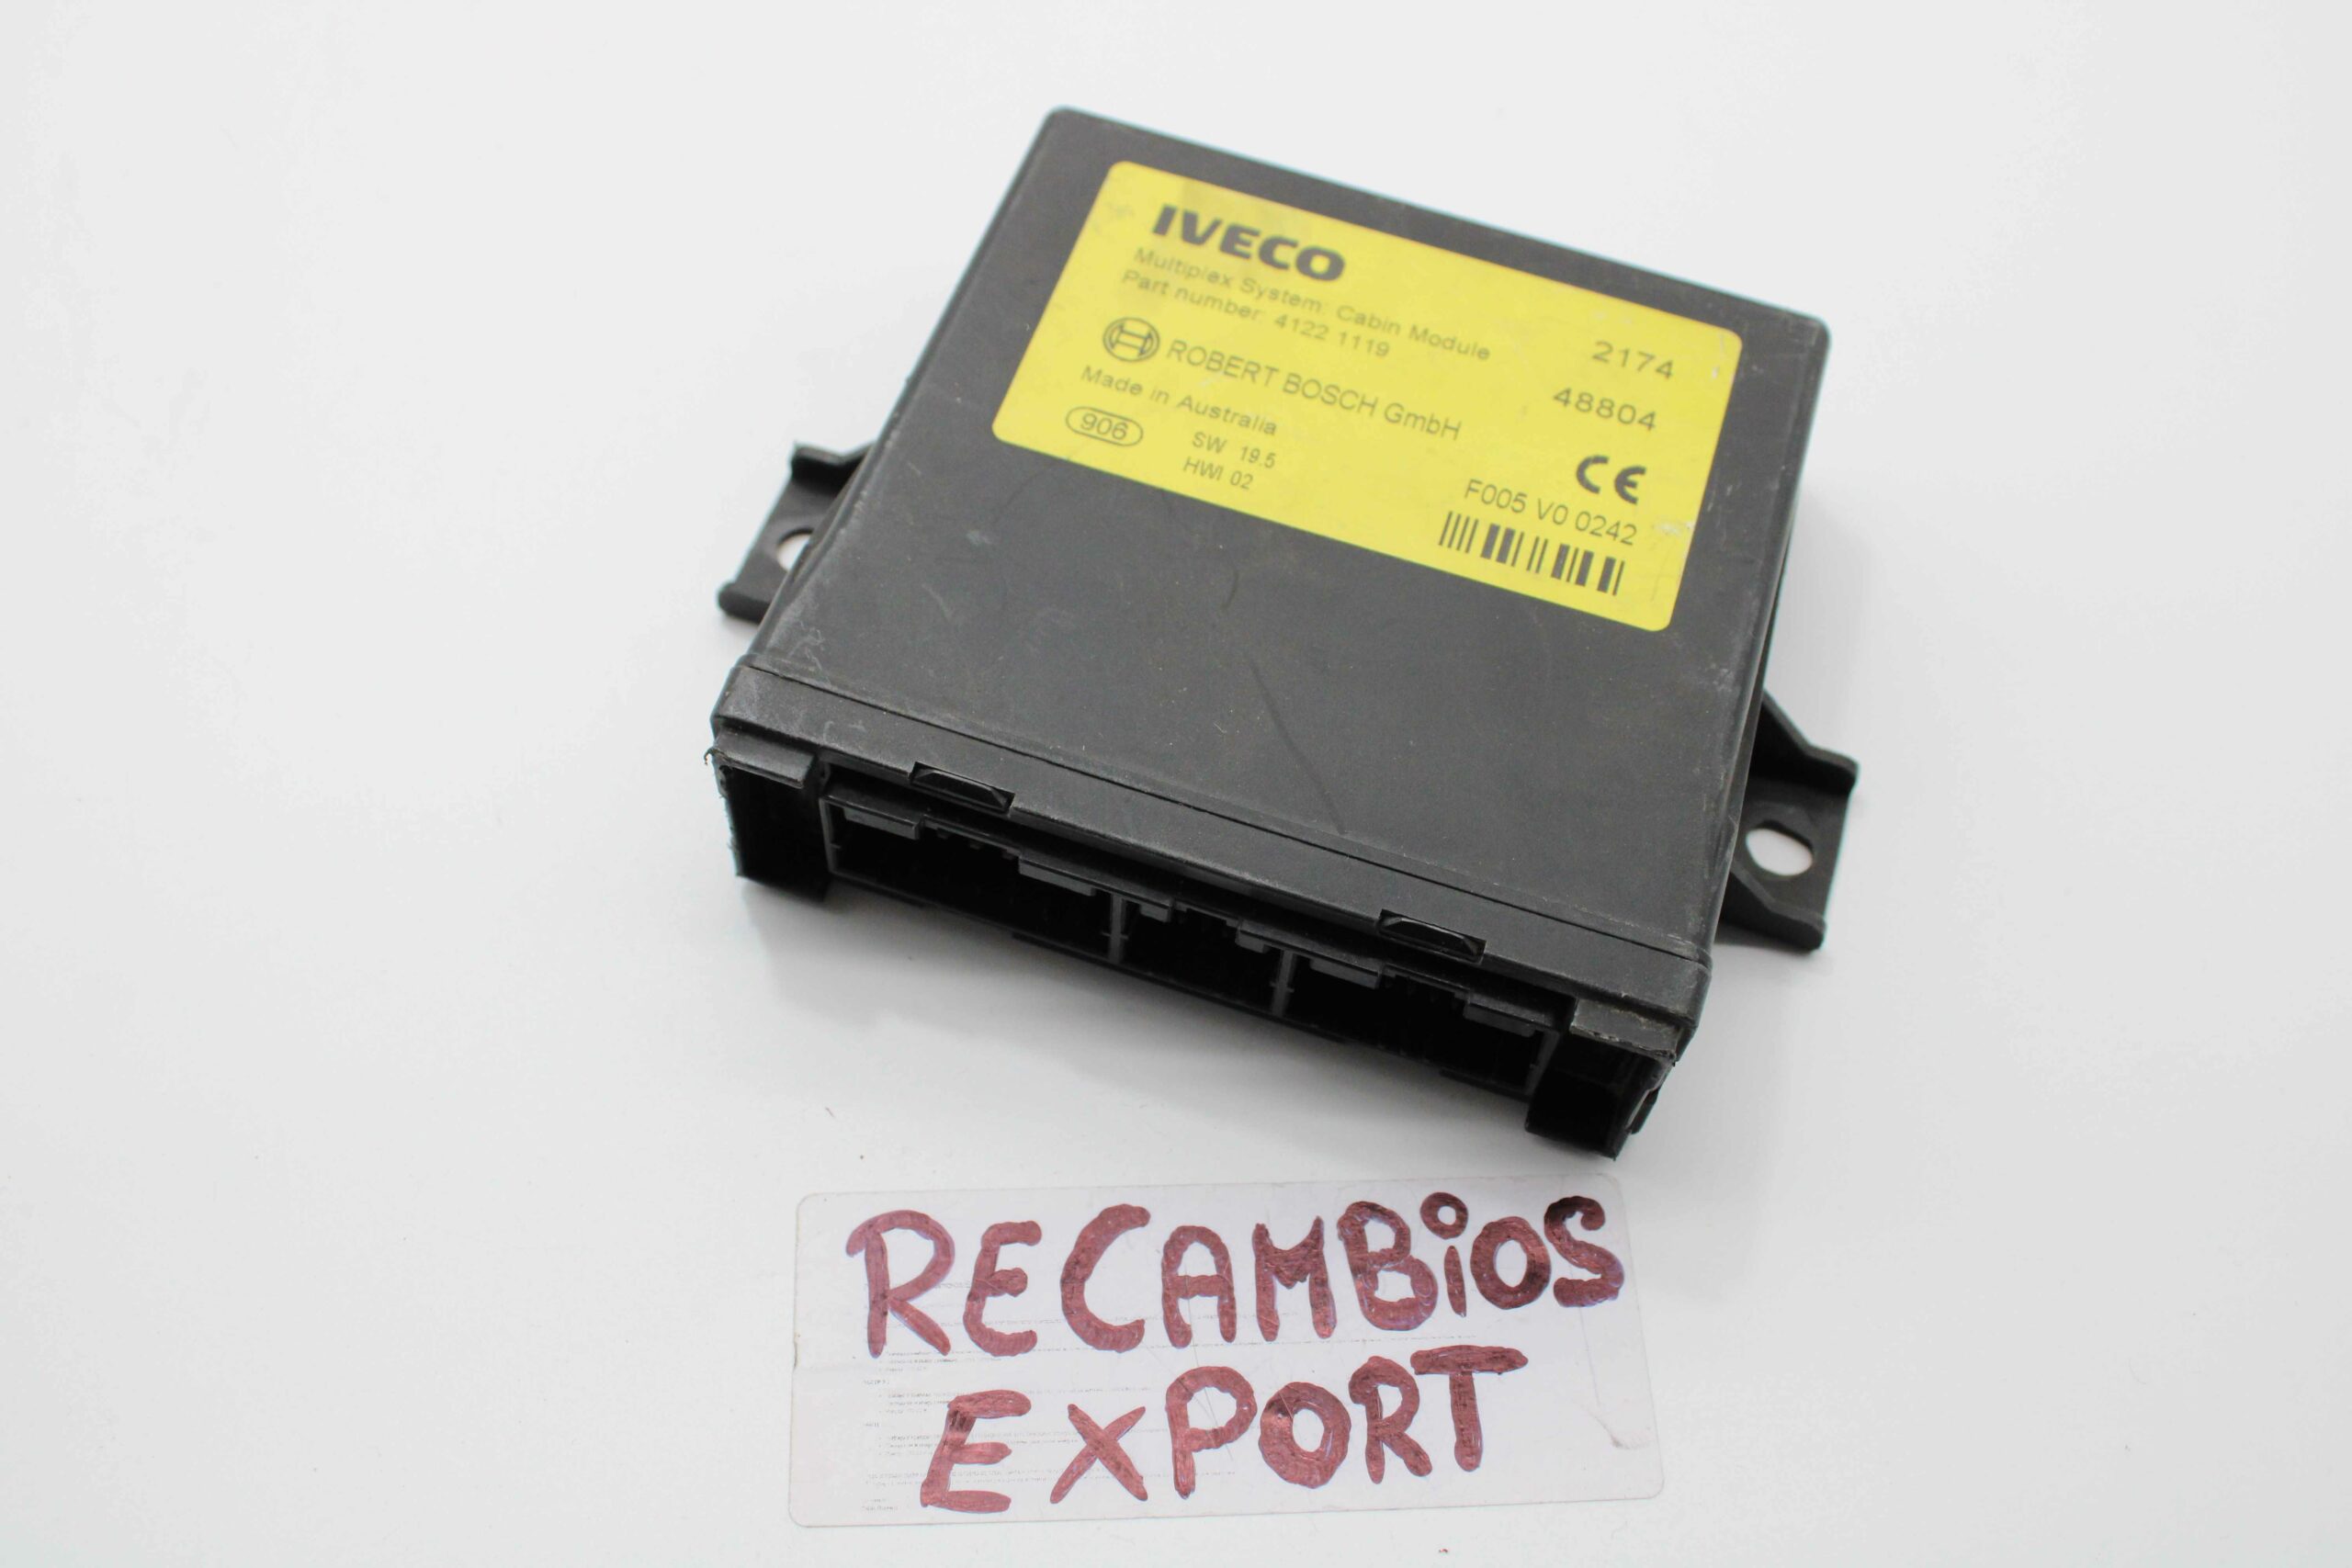 IVECO
Multiplex System: Cabin Module
Part number: 4122 1119
2174
ROBERT BOSCH GmbH
48804
Made in Australia
906
SW 19.5
HWI 02
CE
F005 V0 0242
RECAMBiOS
EXPORT